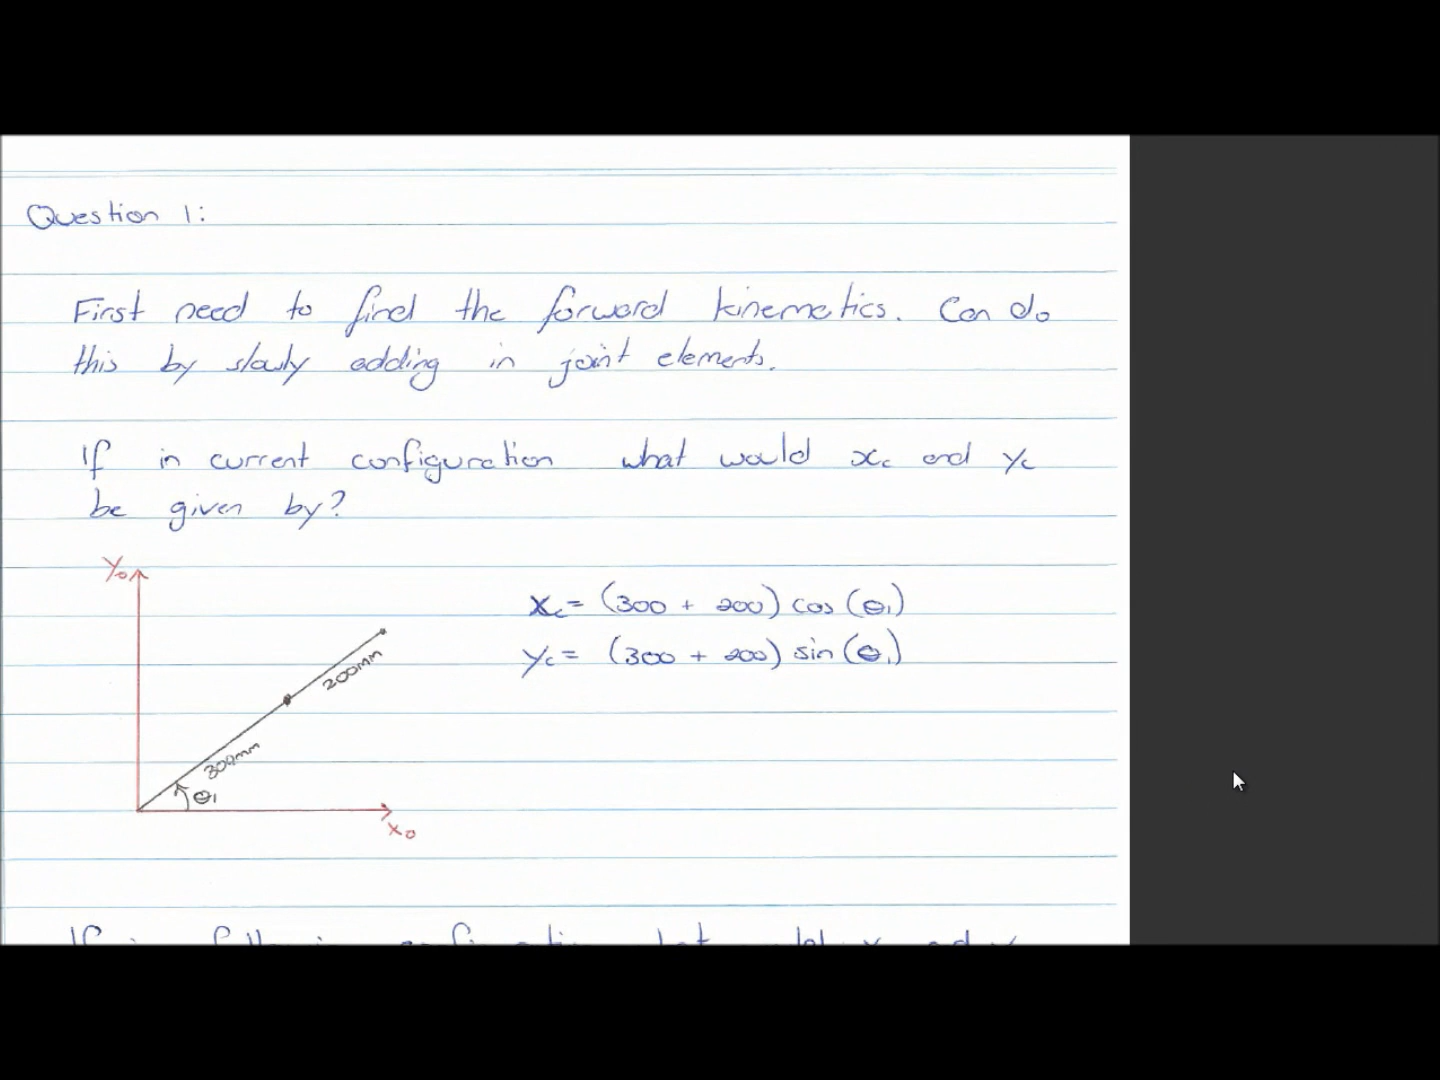 Question 1:
First need to find the forward kinematics. Can do
this by slowly adding in joint elements.
If in current configuration what would xc and yc
be given by?
Y0
xc = (300 + 200) cos (θ1)
yc = (300 + 200) sin (θ1)
200mm
300mm
θ1
x0